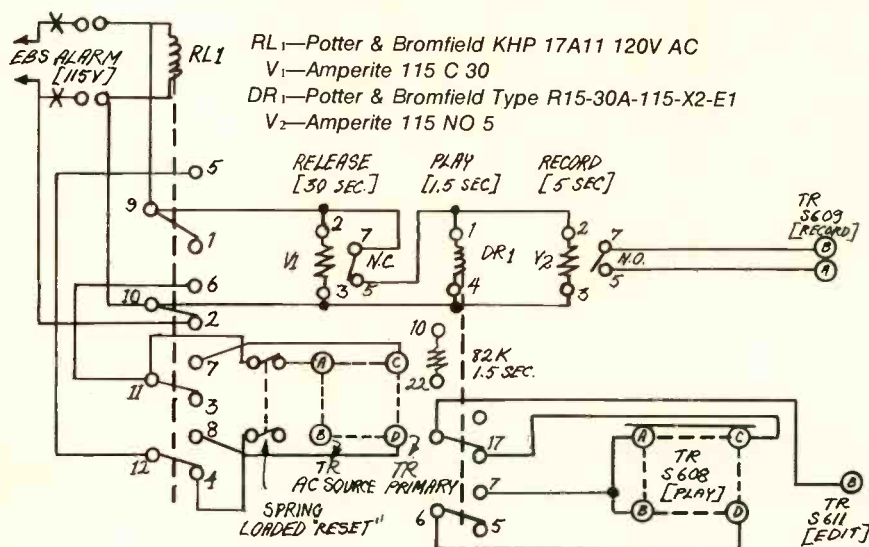 RL1—Potter & Bromfield KHP 17A11 120V AC
V1—Amperite 115 C 30
DR1—Potter & Bromfield Type R15-30A-115-X2-E1
V2—Amperite 115 NO 5
EBS ALARM
[115V]
RL1
RELEASE
[30 SEC.]
PLAY
[1.5 SEC]
RECORD
[5 SEC]
TR
S609
[RECORD]
B
A
5
9
1
6
10
2
7
11
3
8
12
4
2
V1
3
7
N.C.
5
1
DR1
4
2
V2
3
7
N.O.
5
10
22
82K
1.5 SEC.
A
C
B
D
TR
AC SOURCE
TR
PRIMARY
SPRING
LOADED "RESET"
17
7
6
5
A
C
TR
S608
[PLAY]
B
D
B
TR
S611
[EDIT]